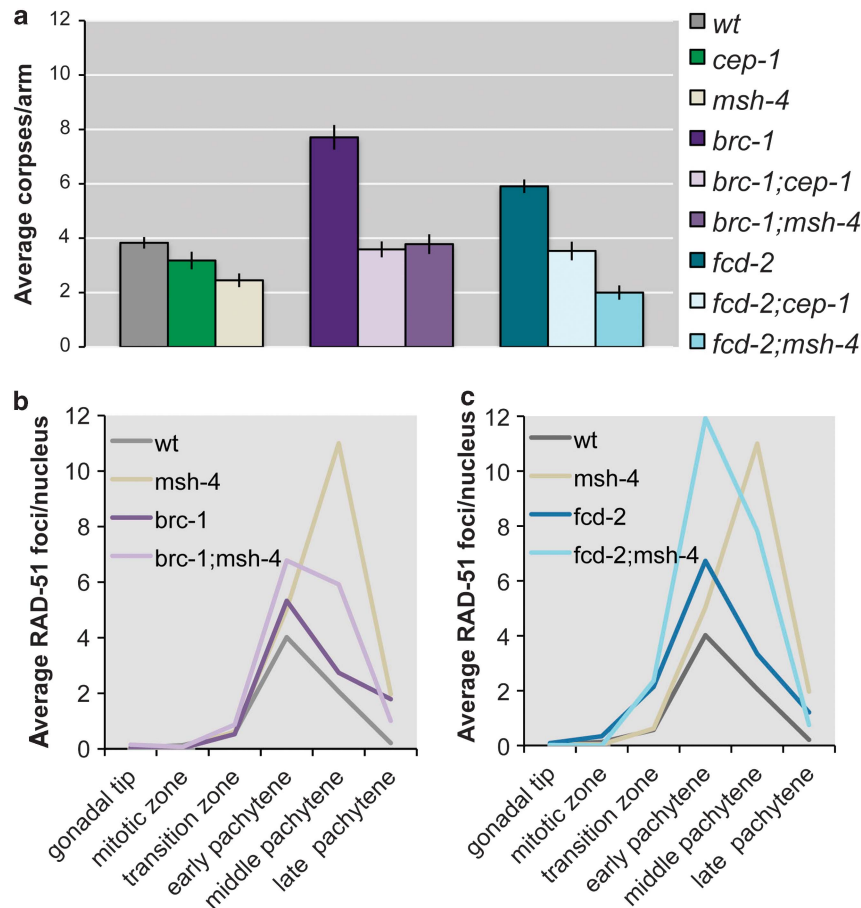 a
Average corpses/arm
12
10
8
6
4
2
0
wt
cep-1
msh-4
brc-1
brc-1;cep-1
brc-1;msh-4
fcd-2
fcd-2;cep-1
fcd-2;msh-4
b
Average RAD-51 foci/nucleus
12
10
8
6
4
2
0
wt
msh-4
brc-1
brc-1;msh-4
gonadal tip
mitotic zone
transition zone
early pachytene
middle pachytene
late pachytene
c
Average RAD-51 foci/nucleus
12
10
8
6
4
2
0
wt
msh-4
fcd-2
fcd-2;msh-4
gonadal tip
mitotic zone
transition zone
early pachytene
middle pachytene
late pachytene